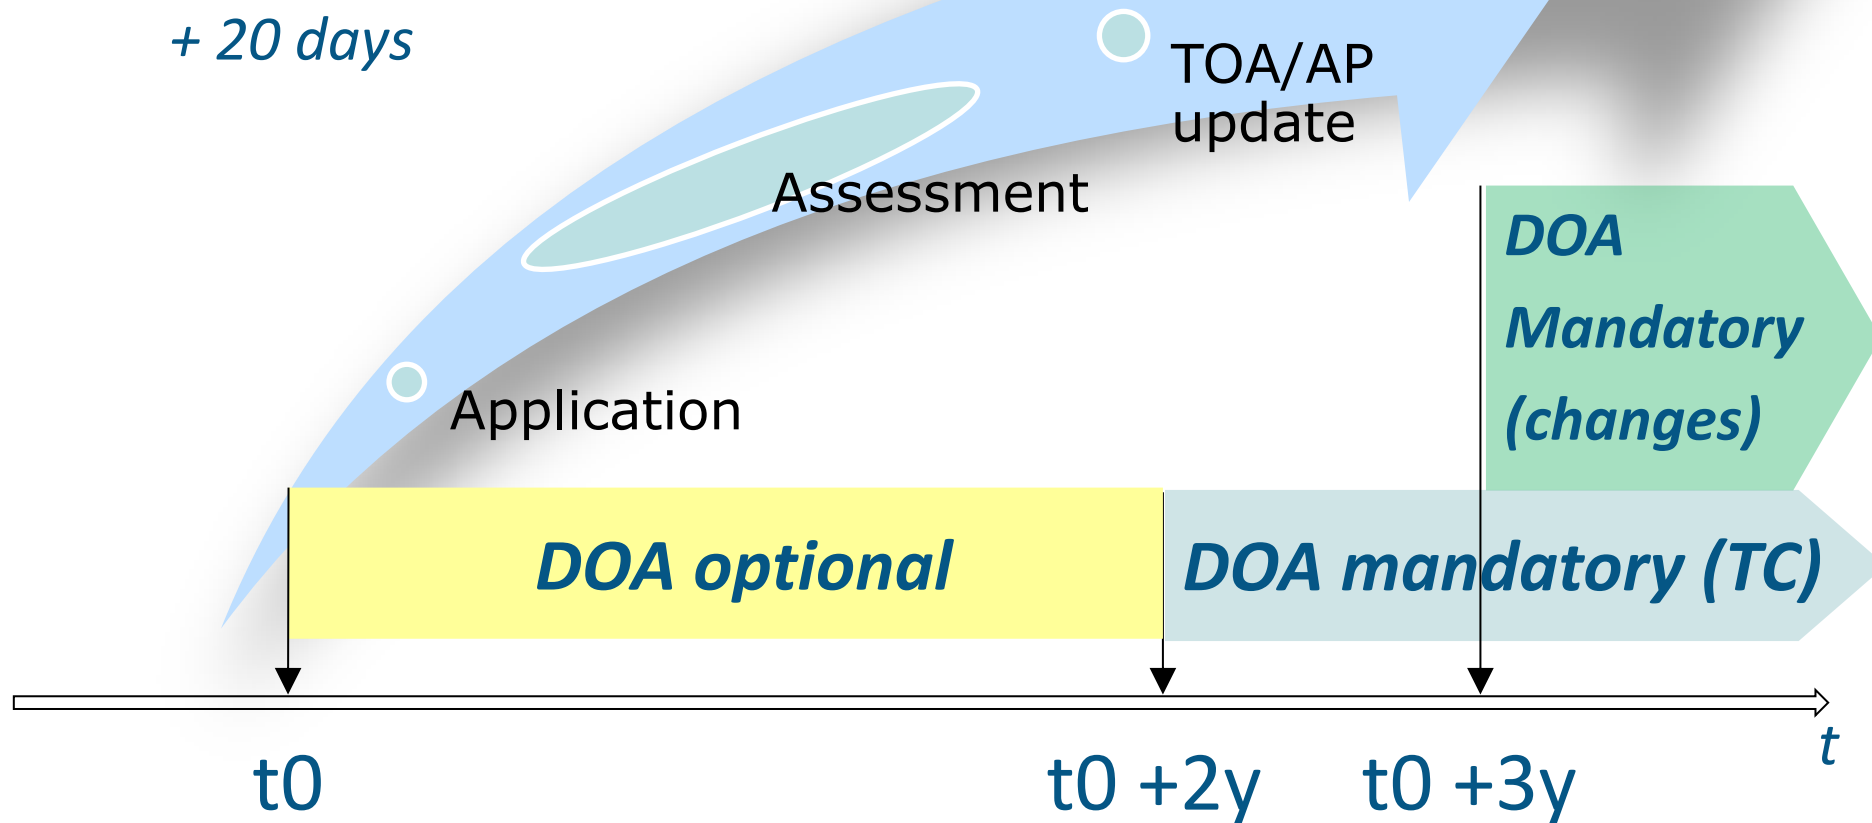 + 20 days
TOA/AP
update
Assessment
DOA
Mandatory
(changes)
Application
DOA optional
DOA mandatory (TC)
t
t0
t0 +2y
t0 +3y